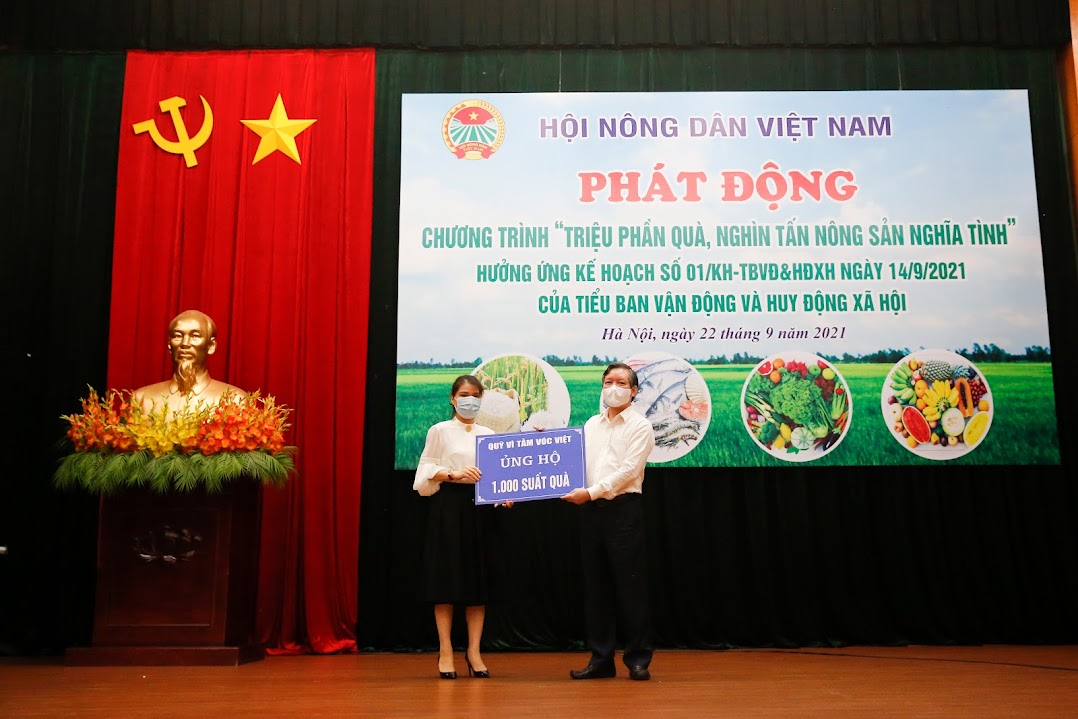 HỘI NÔNG DÂN VIỆT NAM
PHÁT ĐỘNG
CHƯƠNG TRÌNH "TRIỆU PHẦN QUÀ, NGHÌN TẤN NÔNG SẢN NGHĨA TÌNH"
HƯỞNG ỨNG KẾ HOẠCH SỐ 01/KH-TBVĐ&HĐXH NGÀY 14/9/2021
CỦA TIỂU BAN VẬN ĐỘNG VÀ HUY ĐỘNG XÃ HỘI
Hà Nội, ngày 22 tháng 9 năm 2021
QUỸ VÌ TẦM VÓC VIỆT
ỦNG HỘ
1.000 SUẤT QUÀ